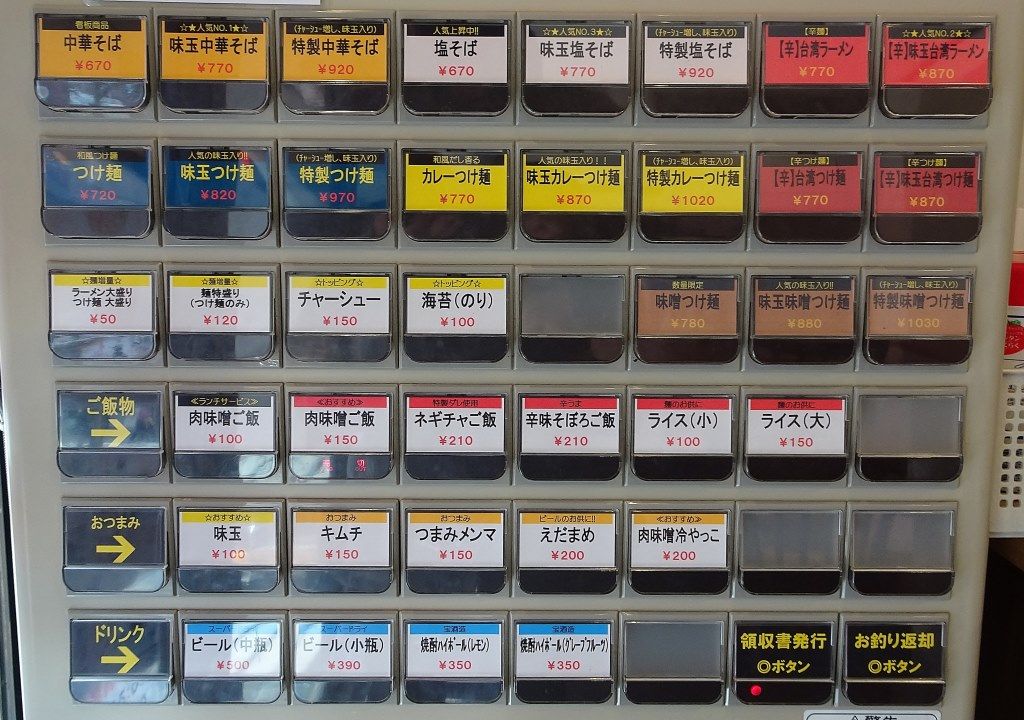 看板商品
中華そば
¥670
☆★人気NO.1★☆
味玉中華そば
¥770
(チャーシュー増し、味玉入り)
特製中華そば
¥920
人気上昇中!!
塩そば
¥670
☆★人気NO.3★☆
味玉塩そば
¥770
(チャーシュー増し、味玉入り)
特製塩そば
¥920
【辛麺】
【辛】台湾ラーメン
¥770
☆★人気NO.2★☆
【辛】味玉台湾ラーメン
¥870
和風つけ麺
つけ麺
¥720
人気の味玉入り!!
味玉つけ麺
¥820
(チャーシュー増し、味玉入り)
特製つけ麺
¥970
和風だし香る
カレーつけ麺
¥770
人気の味玉入り!!
味玉カレーつけ麺
¥870
(チャーシュー増し、味玉入り)
特製カレーつけ麺
¥1020
【辛つけ麺】
【辛】台湾つけ麺
¥770
【辛つけ麺】
【辛】味玉台湾つけ麺
¥870
☆麺増量☆
ラーメン大盛り
つけ麺 大盛り
¥50
☆麺増量☆
麺特盛り
(つけ麺のみ)
¥120
☆トッピング☆
チャーシュー
¥150
☆トッピング☆
海苔(のり)
¥100
数量限定
味噌つけ麺
¥780
人気の味玉入り!!
味玉味噌つけ麺
¥880
(チャーシュー増し、味玉入り)
特製味噌つけ麺
¥1030
ご飯物
→
≪ランチサービス≫
肉味噌ご飯
¥100
≪おすすめ≫
肉味噌ご飯
¥150
特製ダレ使用
ネギチャご飯
¥210
辛うま
辛味そぼろご飯
¥210
麺のお供に
ライス(小)
¥100
麺のお供に
ライス(大)
¥150
おつまみ
→
☆おすすめ☆
味玉
¥100
おつまみ
キムチ
¥150
おつまみ
つまみメンマ
¥150
ビールのお供に!!
えだまめ
¥200
≪おすすめ≫
肉味噌冷やっこ
¥200
ドリンク
→
スーパードライ
ビール(中瓶)
¥500
スーパードライ
ビール(小瓶)
¥390
宝酒造
焼酎ハイボール(レモン)
¥350
宝酒造
焼酎ハイボール(グレープフルーツ)
¥350
領収書発行
◎ボタン
お釣り返却
◎ボタン